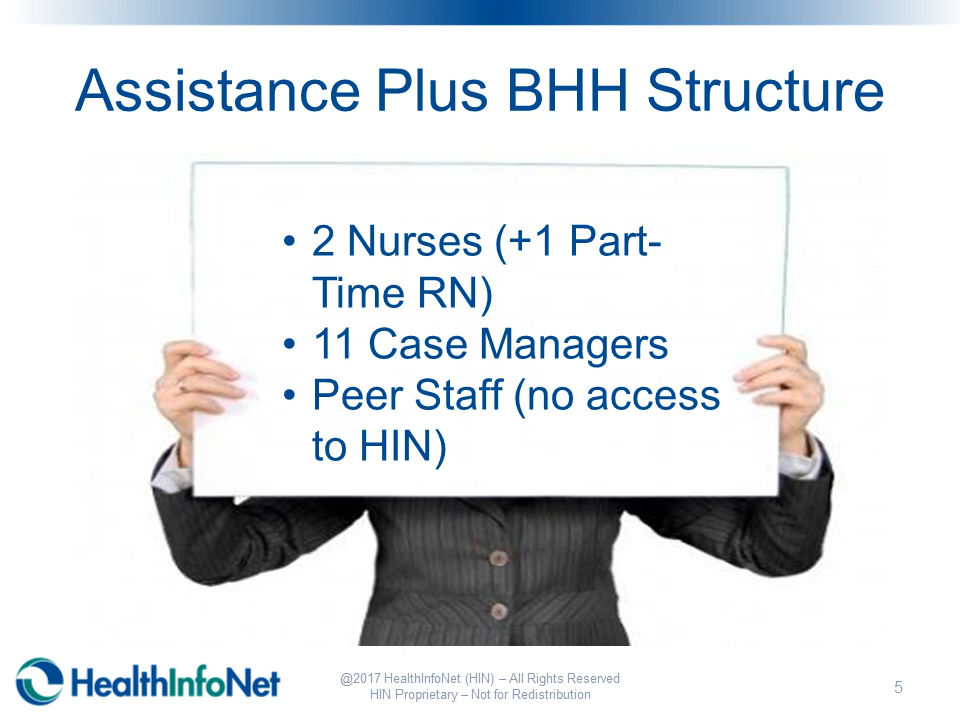 Assistance Plus BHH Structure
• 2 Nurses (+1 Part-
Time RN)
• 11 Case Managers
• Peer Staff (no access
to HIN)
HealthInfoNet
@2017 HealthInfoNet (HIN) – All Rights Reserved
HIN Proprietary – Not for Redistribution
5